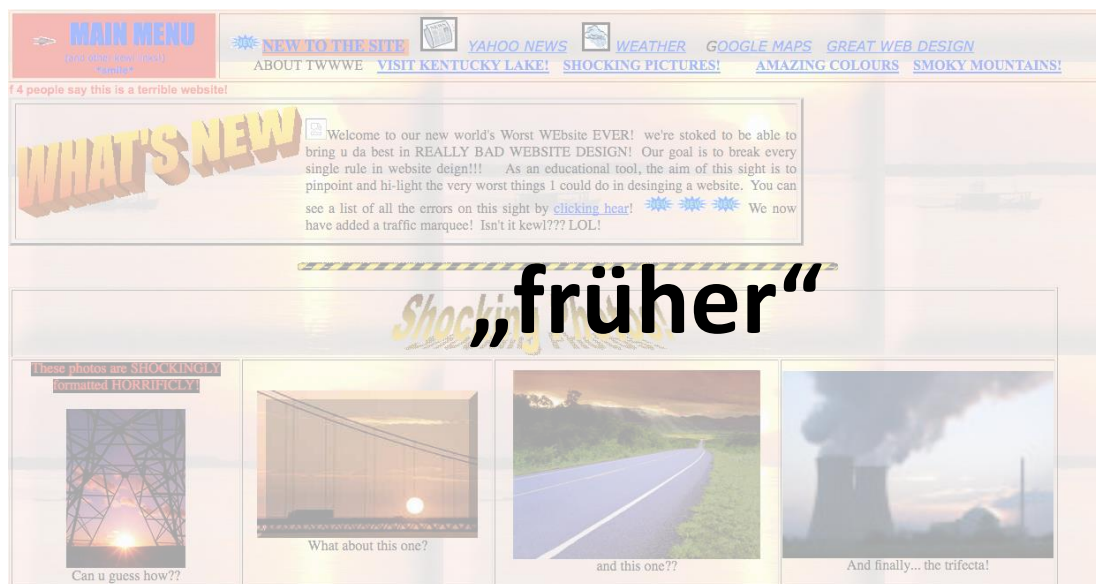 MAIN MENU
(and other kewl links!)
*smile*
NEW TO THE SITE YAHOO NEWS WEATHER GOOGLE MAPS GREAT WEB DESIGN
ABOUT TWWWE VISIT KENTUCKY LAKE! SHOCKING PICTURES! AMAZING COLOURS SMOKY MOUNTAINS!
f 4 people say this is a terrible website!
WHAT'S NEW
Welcome to our new world's Worst WEbsite EVER! we're stoked to be able to
bring u da best in REALLY BAD WEBSITE DESIGN! Our goal is to break every
single rule in website deign!!! As an educational tool, the aim of this sight is to
pinpoint and hi-light the very worst things I could do in desinging a website. You can
see a list of all the errors on this sight by clicking hear! We now
have added a traffic marquee! Isn't it kewl??? LOL!
„früher“
Shocking Photos!
These photos are SHOCKINGLY
formatted HORRIFICLY!
Can u guess how??
What about this one?
and this one??
And finally... the trifecta!